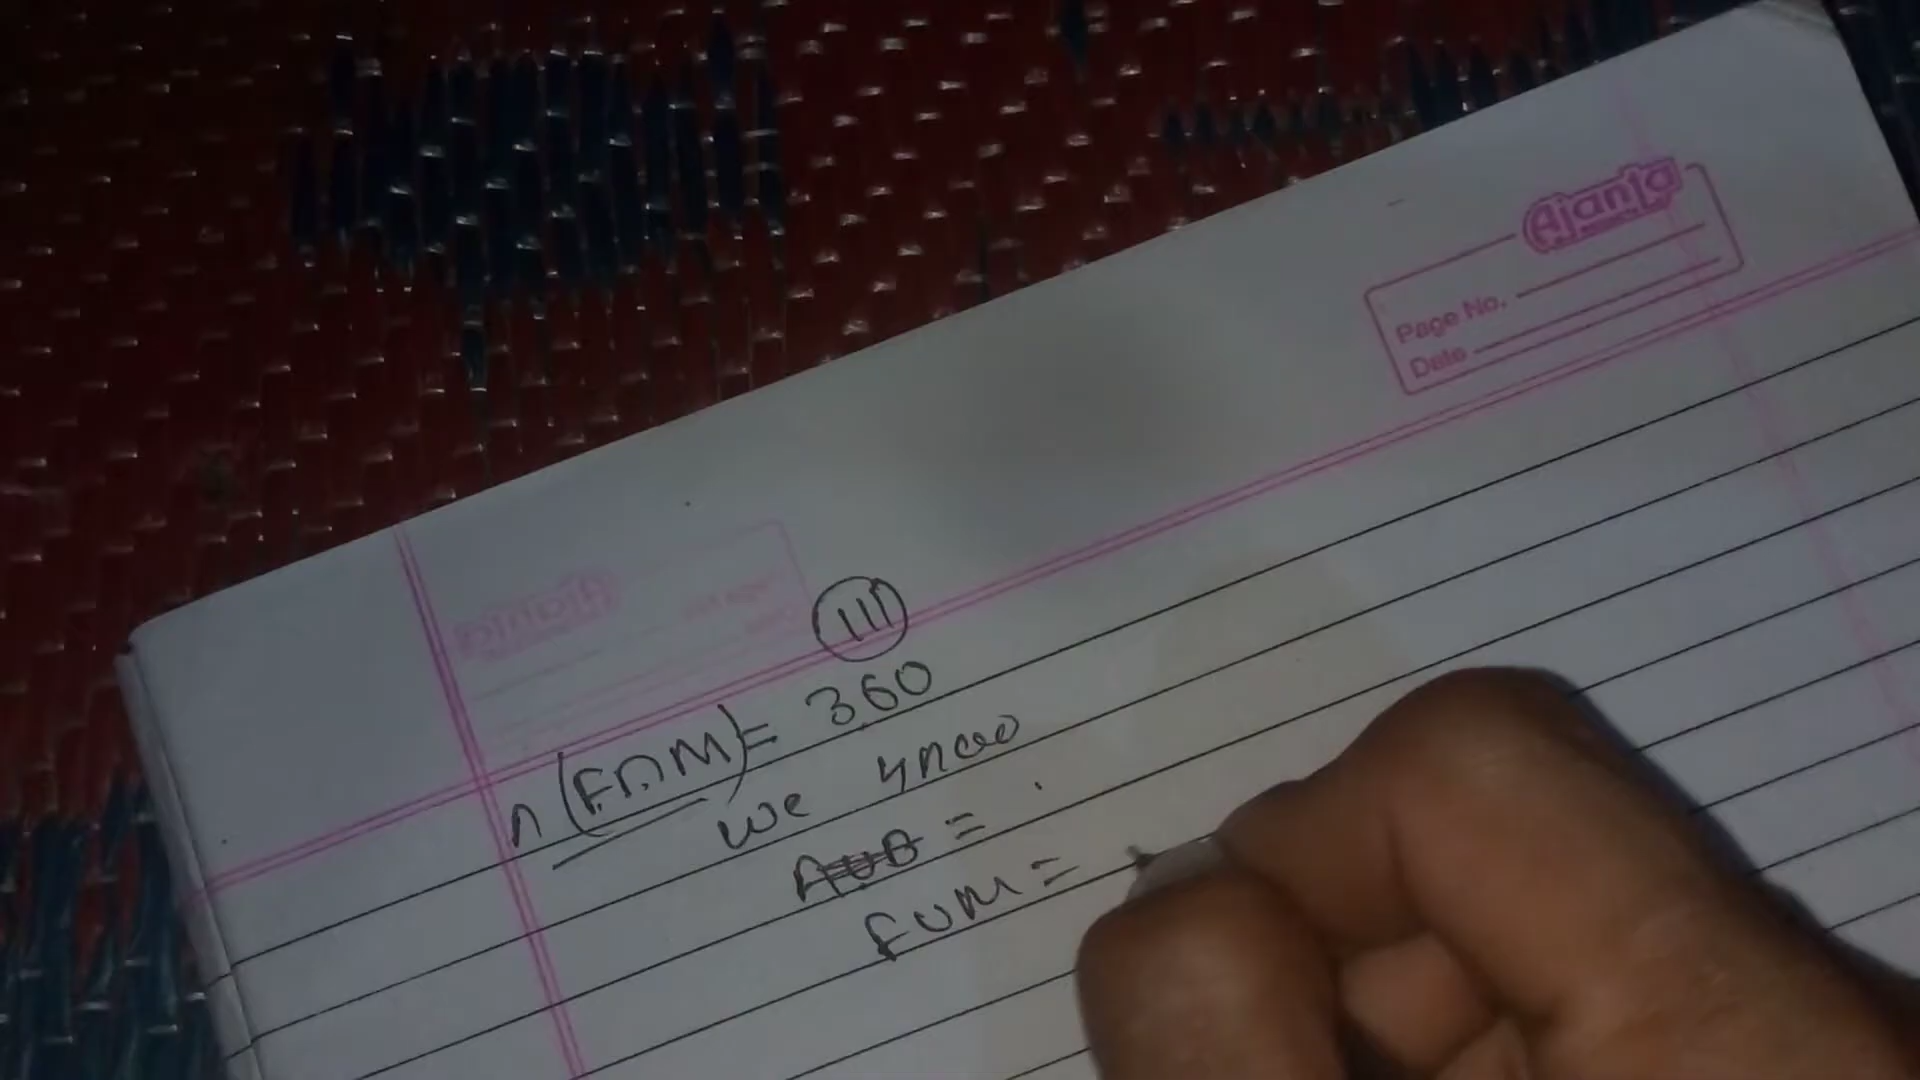 Ajanta
Page No.
Date
III
n(F∩M) = 360
we know
A∪B =
F∪M =